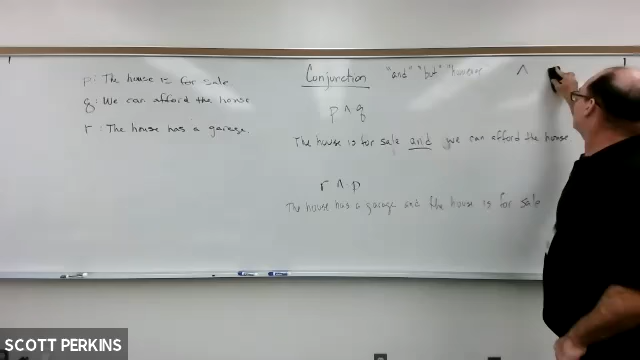 p: The house is for sale
q: We can afford the house
r: The house has a garage.
Conjunction "and" "but" "however ∧
p ∧ q
The house is for sale and we can afford the house
r ∧ p
The house has a garage and the house is for sale
SCOTT PERKINS